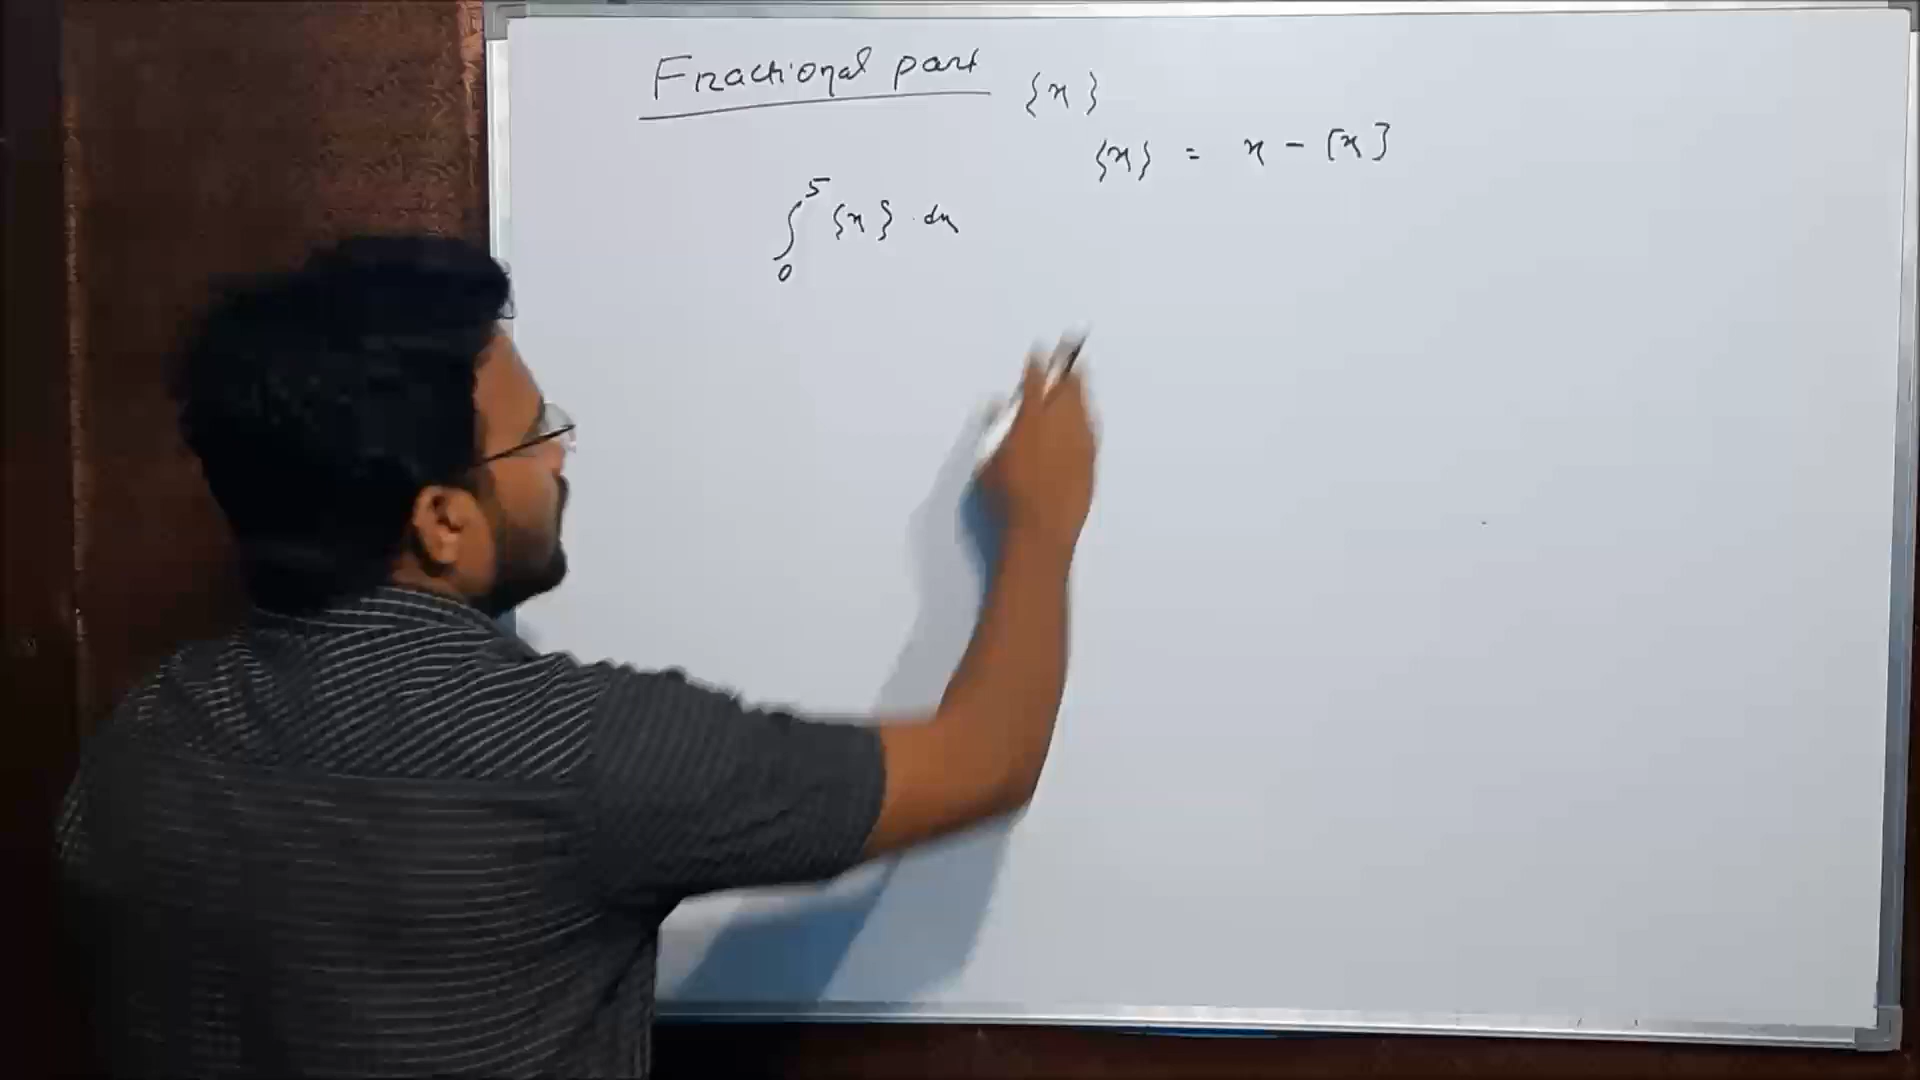 Fractional part {x}
{x} = x - [x]
∫₀⁵ {x} · dx